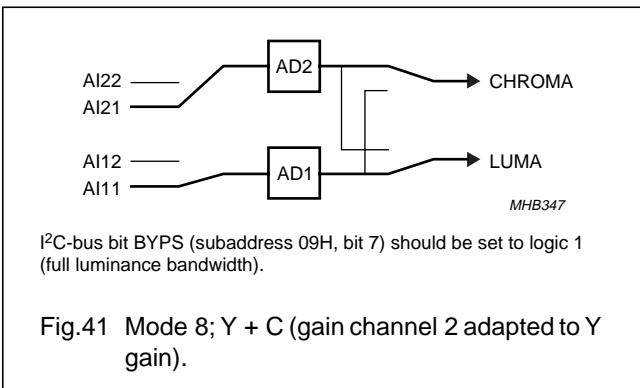 AI22
AI21
AD2
CHROMA
AI12
AI11
AD1
LUMA
MHB347
I²C-bus bit BYPS (subaddress 09H, bit 7) should be set to logic 1
(full luminance bandwidth).
Fig.41 Mode 8; Y + C (gain channel 2 adapted to Y
gain).